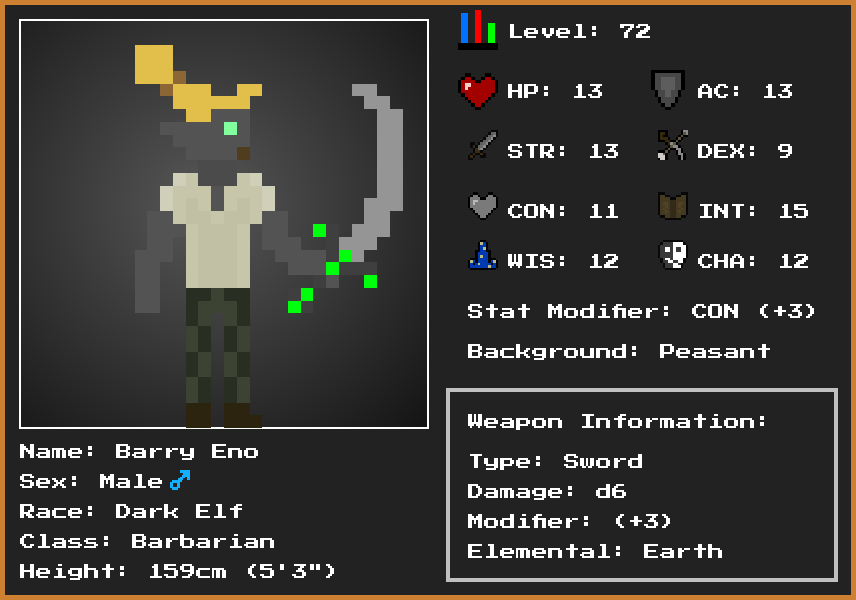 Level: 72
HP: 13
AC: 13
STR: 13
DEX: 9
CON: 11
INT: 15
WIS: 12
CHA: 12
Stat Modifier: CON (+3)
Background: Peasant
Weapon Information:
Type: Sword
Damage: d6
Modifier: (+3)
Elemental: Earth
Name: Barry Eno
Sex: Male♂
Race: Dark Elf
Class: Barbarian
Height: 159cm (5'3")